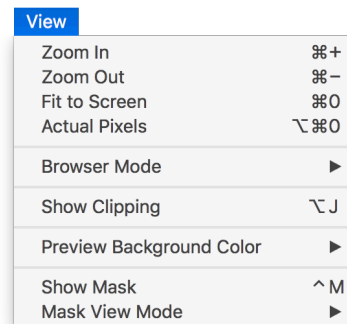 View
Zoom In ⌘+
Zoom Out ⌘−
Fit to Screen ⌘0
Actual Pixels ⌥⌘0
Browser Mode ▶
Show Clipping ⌥J
Preview Background Color ▶
Show Mask ^M
Mask View Mode ▶